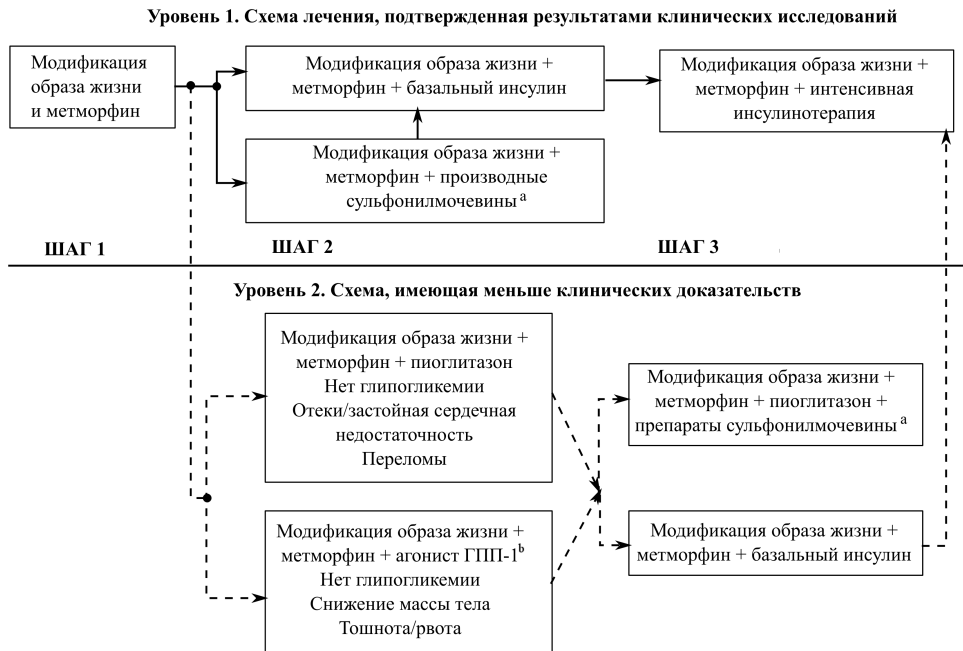 Уровень 1. Схема лечения, подтвержденная результатами клинических исследований
Модификация
образа жизни
и метморфин
Модификация образа жизни +
метморфин + базальный инсулин
Модификация образа жизни +
метморфин + интенсивная
инсулинотерапия
Модификация образа жизни +
метморфин + производные
сульфонилмочевины a
ШАГ 1
ШАГ 2
ШАГ 3
Уровень 2. Схема, имеющая меньше клинических доказательств
Модификация образа жизни +
метморфин + пиоглитазон
Нет глипогликемии
Отеки/застойная сердечная
недостаточность
Переломы
Модификация образа жизни +
метморфин + пиоглитазон +
препараты сульфонилмочевины a
Модификация образа жизни +
метморфин + агонист ГПП-1 b
Нет глипогликемии
Снижение массы тела
Тошнота/рвота
Модификация образа жизни +
метморфин + базальный инсулин